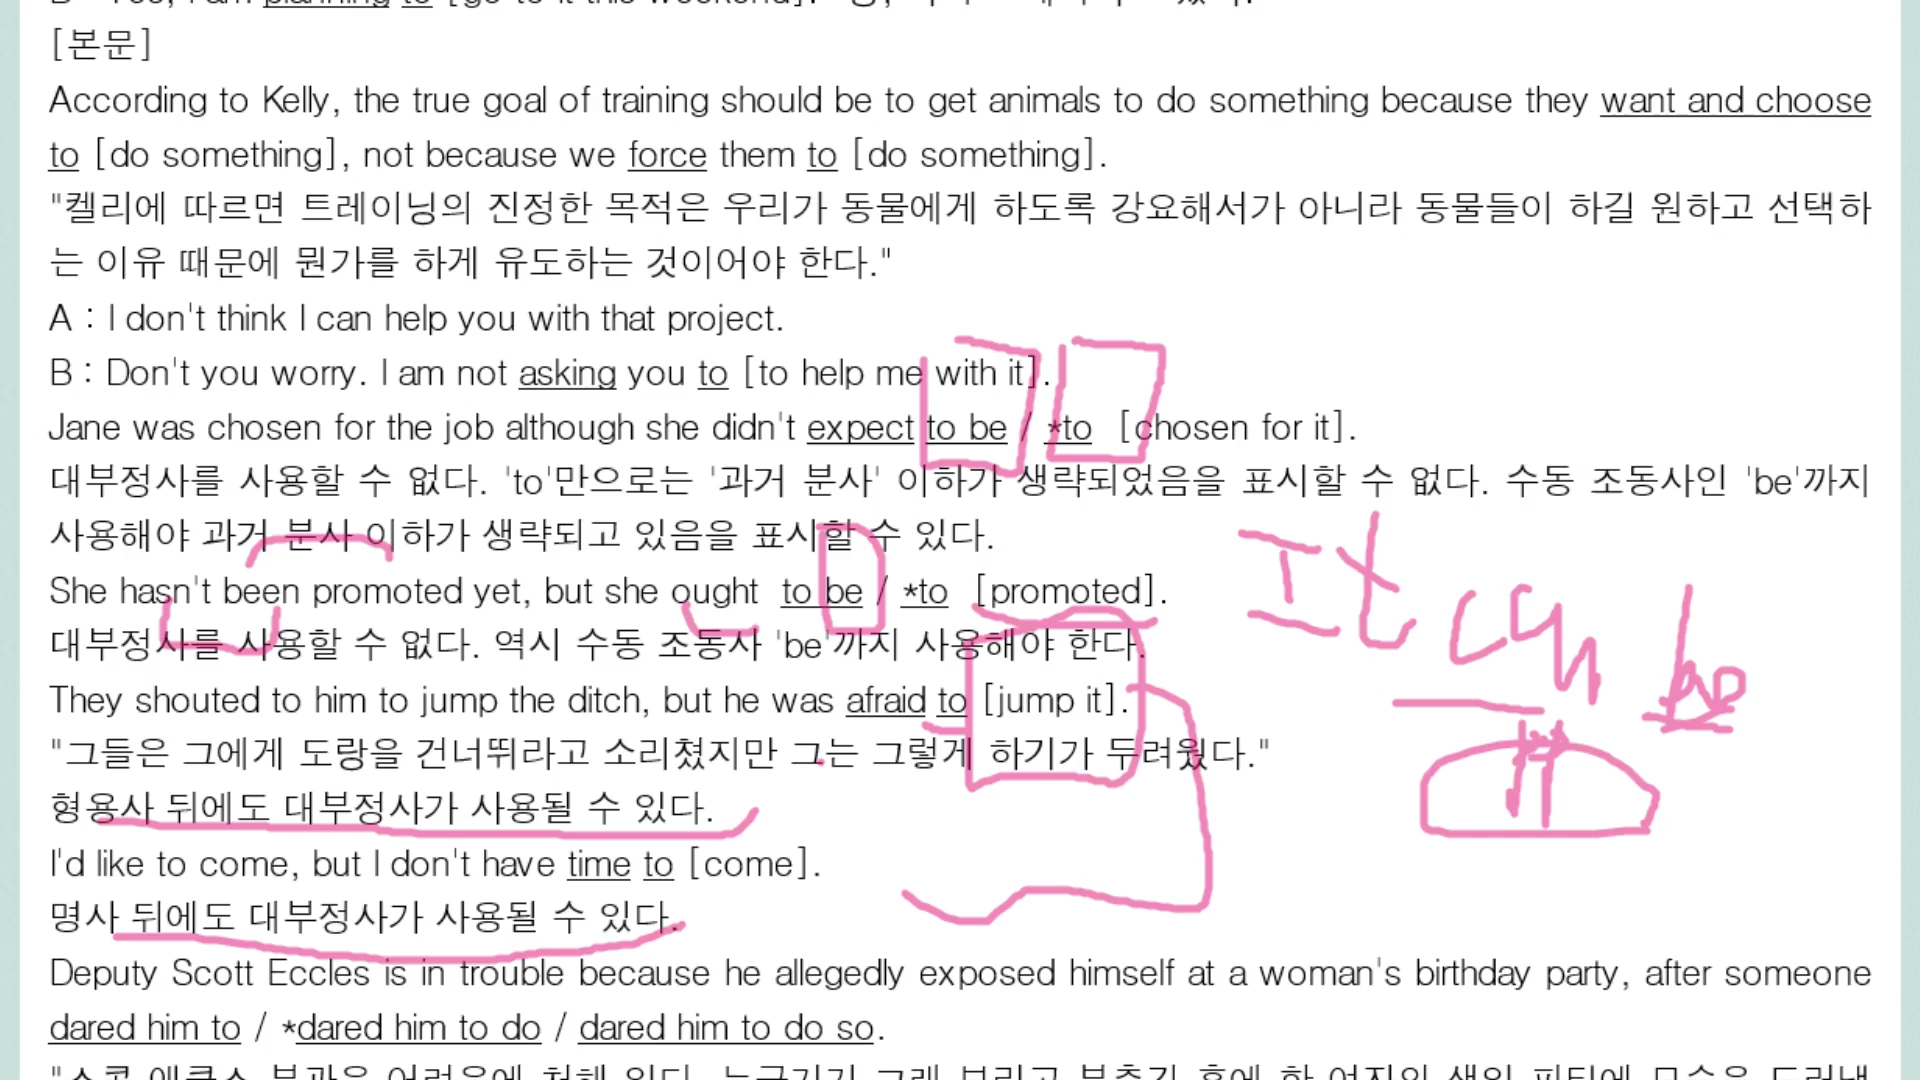 [본문]
According to Kelly, the true goal of training should be to get animals to do something because they want and choose
to [do something], not because we force them to [do something].
"켈리에 따르면 트레이닝의 진정한 목적은 우리가 동물에게 하도록 강요해서가 아니라 동물들이 하길 원하고 선택하
는 이유 때문에 뭔가를 하게 유도하는 것이어야 한다."
A : I don't think I can help you with that project.
B : Don't you worry. I am not asking you to [to help me with it].
Jane was chosen for the job although she didn't expect to be / *to [chosen for it].
대부정사를 사용할 수 없다. 'to'만으로는 '과거 분사' 이하가 생략되었음을 표시할 수 없다. 수동 조동사인 'be'까지
사용해야 과거 분사 이하가 생략되고 있음을 표시할 수 있다.
She hasn't been promoted yet, but she ought to be / *to [promoted].
It can be
대부정사를 사용할 수 없다. 역시 수동 조동사 'be'까지 사용해야 한다.
They shouted to him to jump the ditch, but he was afraid to [jump it].
"그들은 그에게 도랑을 건너뛰라고 소리쳤지만 그는 그렇게 하기가 두려웠다."
형용사 뒤에도 대부정사가 사용될 수 있다.
I'd like to come, but I don't have time to [come].
명사 뒤에도 대부정사가 사용될 수 있다.
Deputy Scott Eccles is in trouble because he allegedly exposed himself at a woman's birthday party, after someone
dared him to / *dared him to do / dared him to do so.